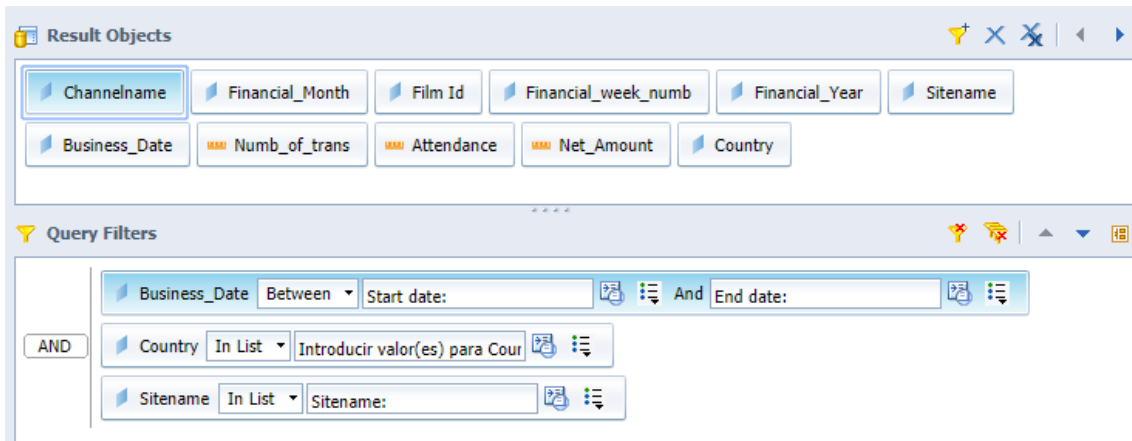 Result Objects
Channelname Financial_Month Film Id Financial_week_numb Financial_Year Sitename
Business_Date Numb_of_trans Attendance Net_Amount Country
Query Filters
Business_Date Between Start date: And End date:
AND Country In List Introducir valor(es) para Cour
Sitename In List Sitename: